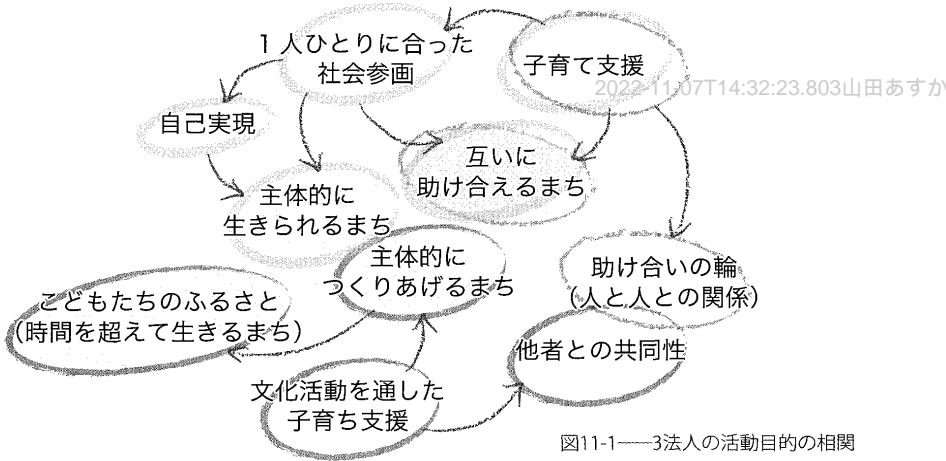 1人ひとりに合った
社会参画
子育て支援
2022-11-07T14:32:23.803山田あすか
自己実現
互いに
助け合えるまち
主体的に
生きられるまち
主体的に
つくりあげるまち
助け合いの輪
（人と人との関係）
こどもたちのふるさと
（時間を超えて生きるまち）
他者との共同性
文化活動を通した
子育ち支援
図11-1──3法人の活動目的の相関